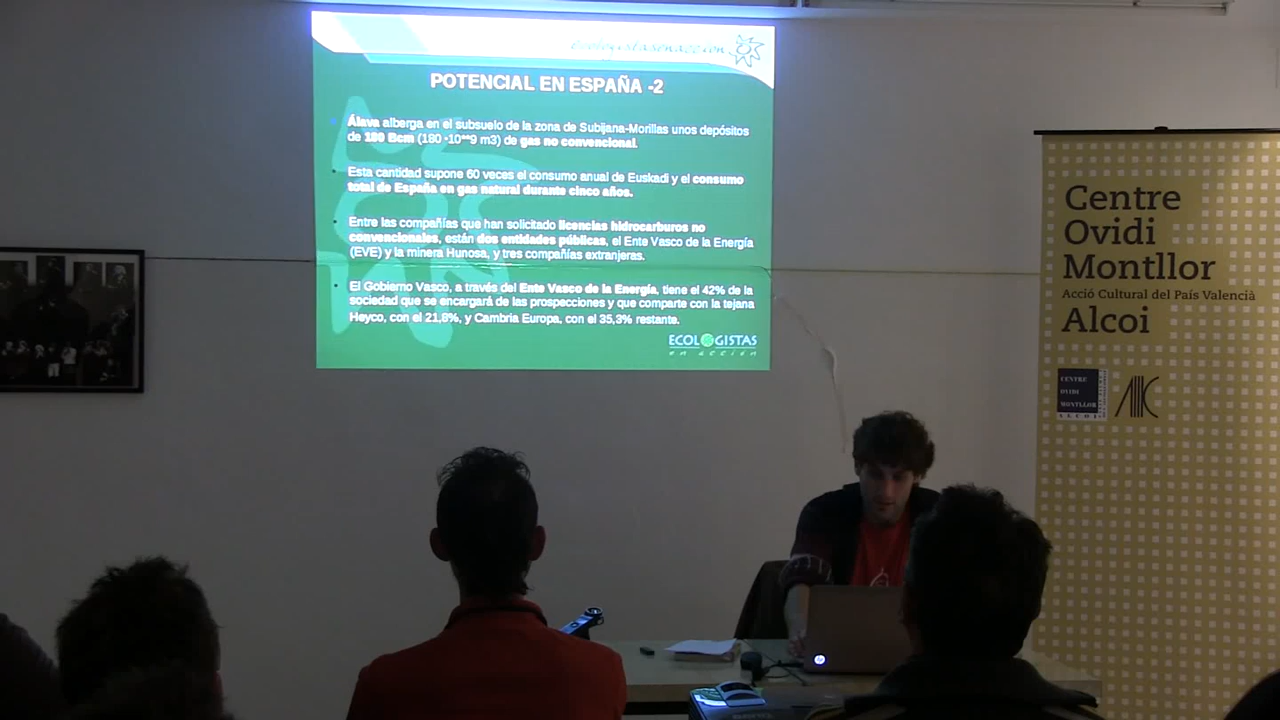 ecologistasenacción
POTENCIAL EN ESPAÑA -2
Álava alberga en el subsuelo de la zona de Subijana-Morillas unos depósitos
de 180 Bcm (180 ·10**9 m3) de gas no convencional.
Esta cantidad supone 60 veces el consumo anual de Euskadi y el consumo
total de España en gas natural durante cinco años.
Entre las compañías que han solicitado licencias hidrocarburos no
convencionales, están dos entidades públicas, el Ente Vasco de la Energía
(EVE) y la minera Hunosa, y tres compañías extranjeras.
El Gobierno Vasco, a través del Ente Vasco de la Energía, tiene el 42% de la
sociedad que se encargará de las prospecciones y que comparte con la tejana
Heyco, con el 21,8%, y Cambria Europa, con el 35,3% restante.
ECOLOGISTAS
en acción
Centre
Ovidi
Montllor
Acció Cultural del País Valencià
Alcoi
CENTRE
OVIDI
MONTLLOR
ALCOI
hp